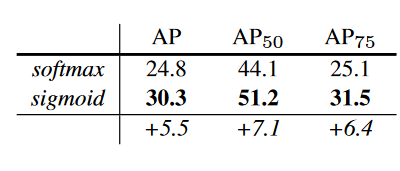 AP AP50 AP75
softmax 24.8 44.1 25.1
sigmoid 30.3 51.2 31.5
+5.5 +7.1 +6.4